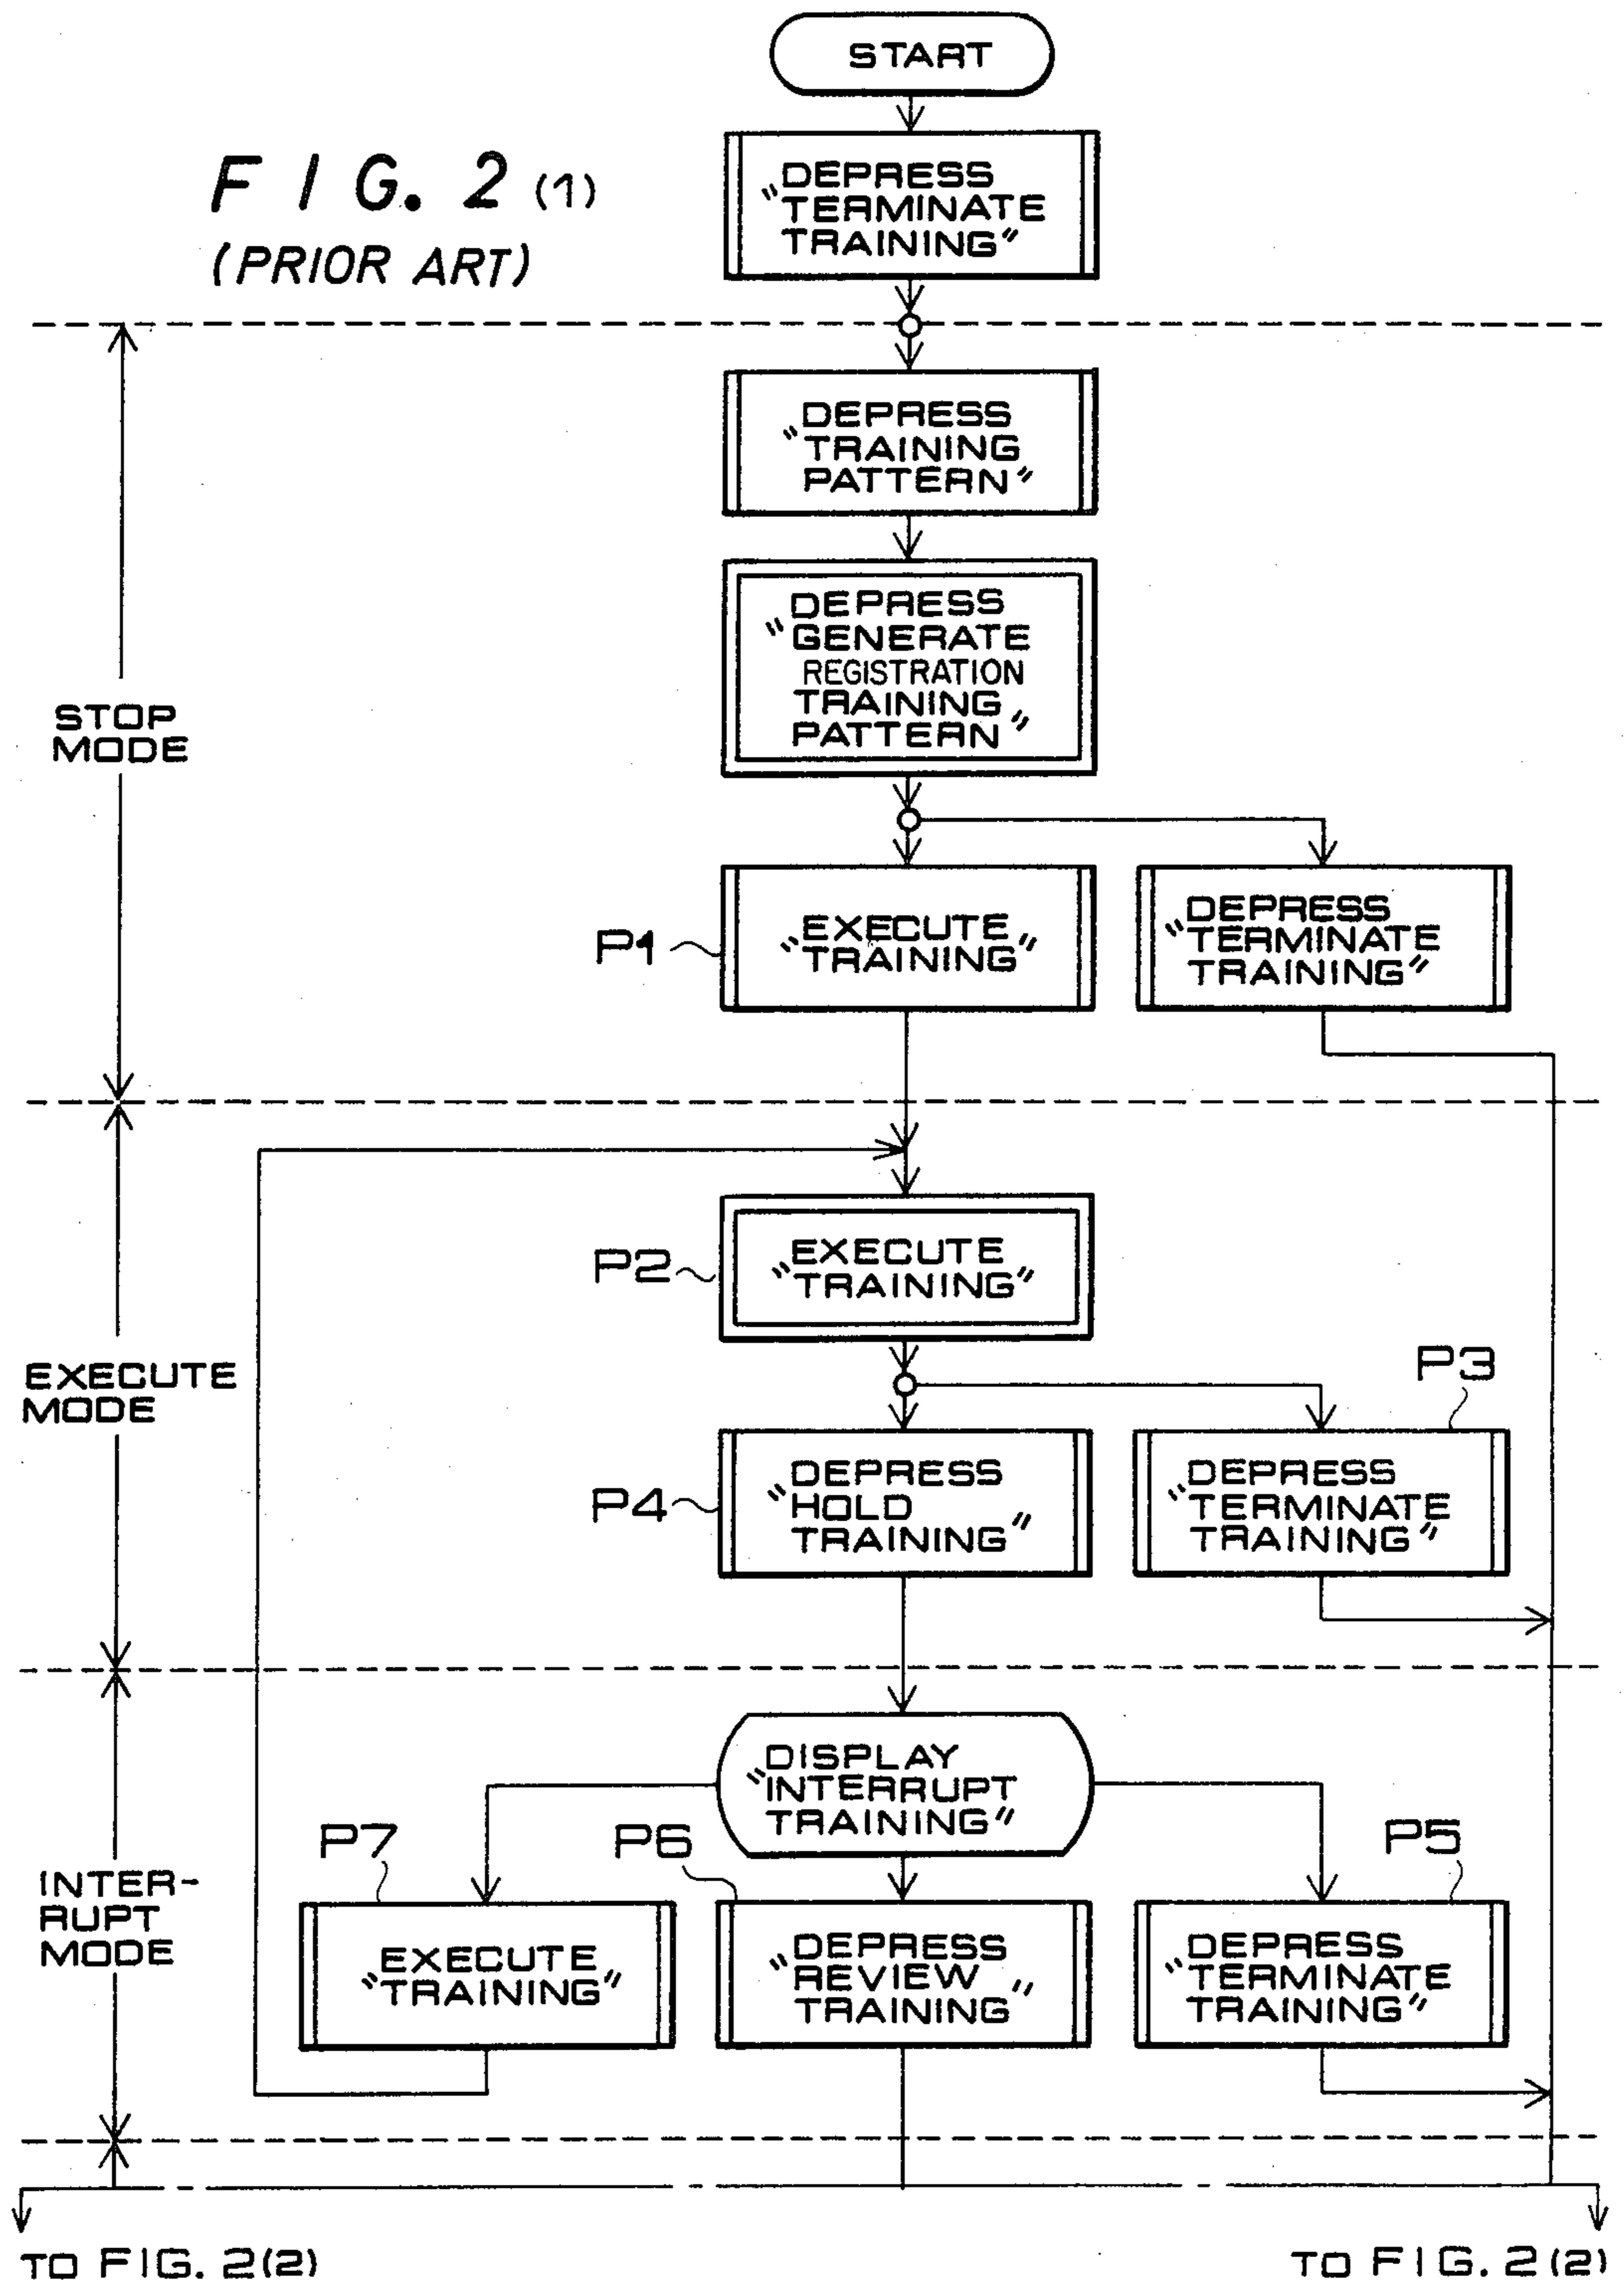 START
FIG. 2 (1)
(PRIOR ART)
DEPRESS
"TERMINATE
TRAINING"
DEPRESS
"TRAINING
PATTERN"
DEPRESS
"GENERATE
REGISTRATION
TRAINING
PATTERN"
STOP
MODE
P1
EXECUTE
"TRAINING"
DEPRESS
"TERMINATE
TRAINING"
P2
EXECUTE
"TRAINING"
EXECUTE
MODE
P3
P4
DEPRESS
"HOLD
TRAINING"
DEPRESS
"TERMINATE
TRAINING"
DISPLAY
"INTERRUPT
TRAINING"
P7
P6
P5
INTER-
RUPT
MODE
EXECUTE
"TRAINING"
DEPRESS
"REVIEW
TRAINING"
DEPRESS
"TERMINATE
TRAINING"
TO FIG. 2(2)
TO FIG. 2(2)